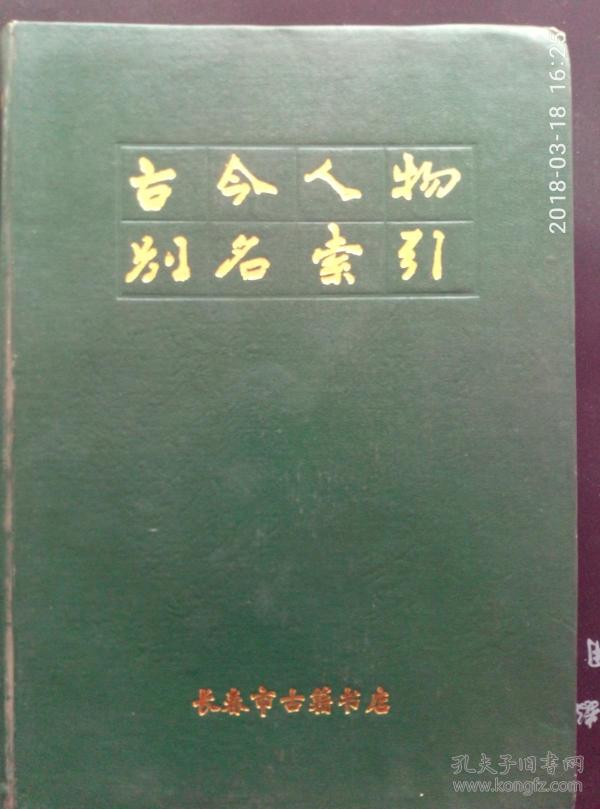 古今人物
别名索引
长春市古籍书店
2018-03-18 16:25
孔夫子旧书网
www.kongfz.com